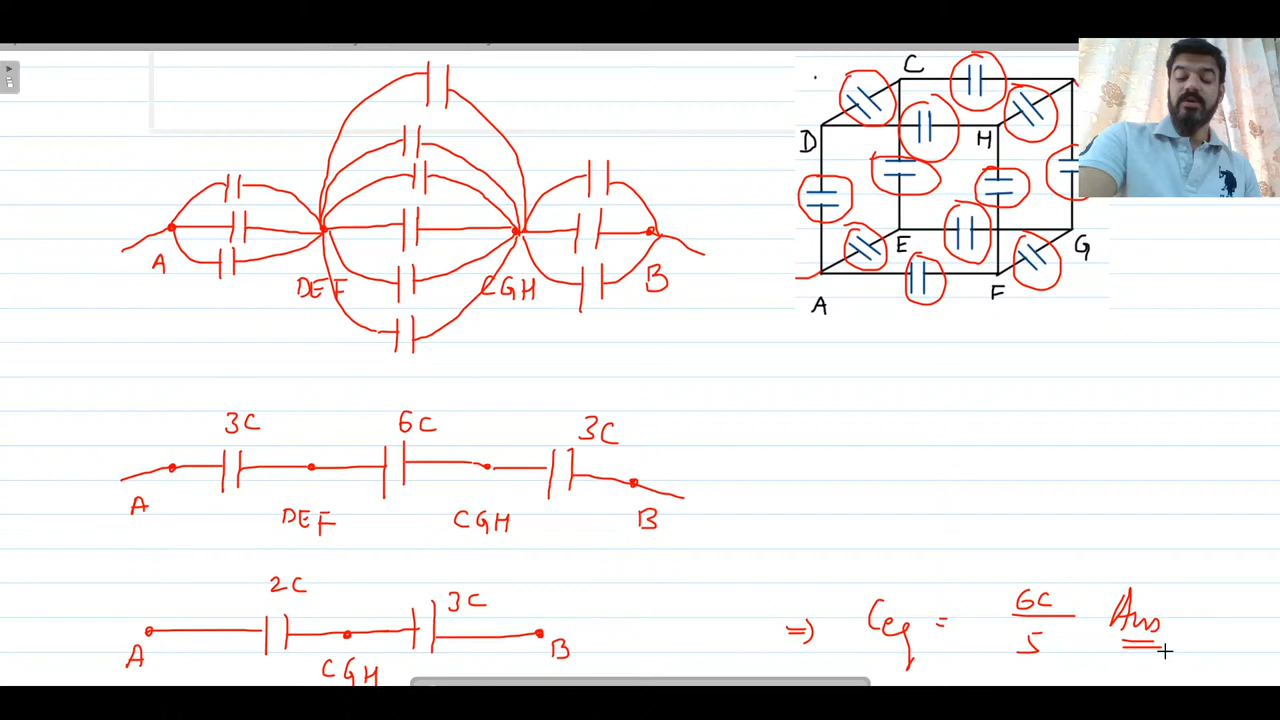 A
DEF
CGH
B
C
D
H
E
G
A
F
3C
6C
3C
A
DEF
CGH
B
2C
3C
A
CGH
B
⇒ Ceq = 6C/5 Ans